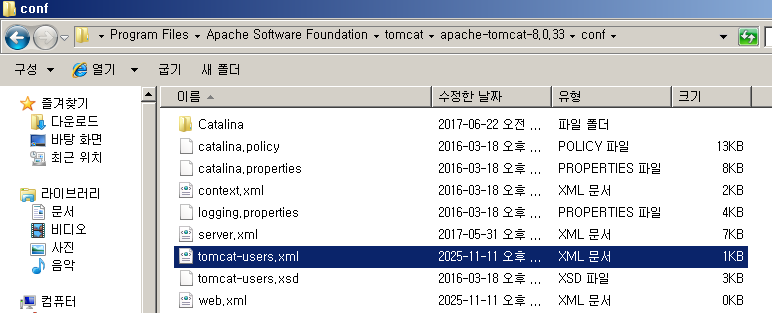 conf
Program Files Apache Software Foundation tomcat apache-tomcat-8.0.33 conf
구성 열기 굽기 새 폴더
즐겨찾기
다운로드
바탕 화면
최근 위치
라이브러리
문서
비디오
사진
음악
컴퓨터
이름 수정한 날짜 유형 크기
Catalina 2017-06-22 오전 ... 파일 폴더
catalina.policy 2016-03-18 오후 ... POLICY 파일 13KB
catalina.properties 2016-03-18 오후 ... PROPERTIES 파일 8KB
context.xml 2016-03-18 오후 ... XML 문서 2KB
logging.properties 2016-03-18 오후 ... PROPERTIES 파일 4KB
server.xml 2017-05-31 오후 ... XML 문서 7KB
tomcat-users.xml 2025-11-11 오후 ... XML 문서 1KB
tomcat-users.xsd 2016-03-18 오후 ... XSD 파일 3KB
web.xml 2025-11-11 오후 ... XML 문서 0KB